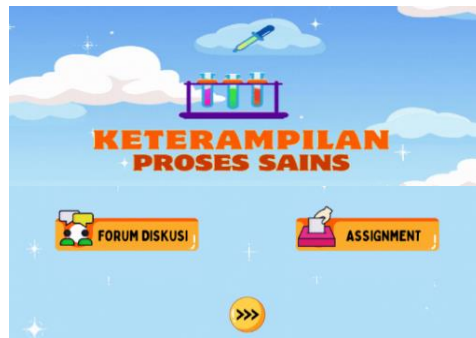 KETERAMPILAN
PROSES SAINS
FORUM DISKUSI
ASSIGNMENT
>>>